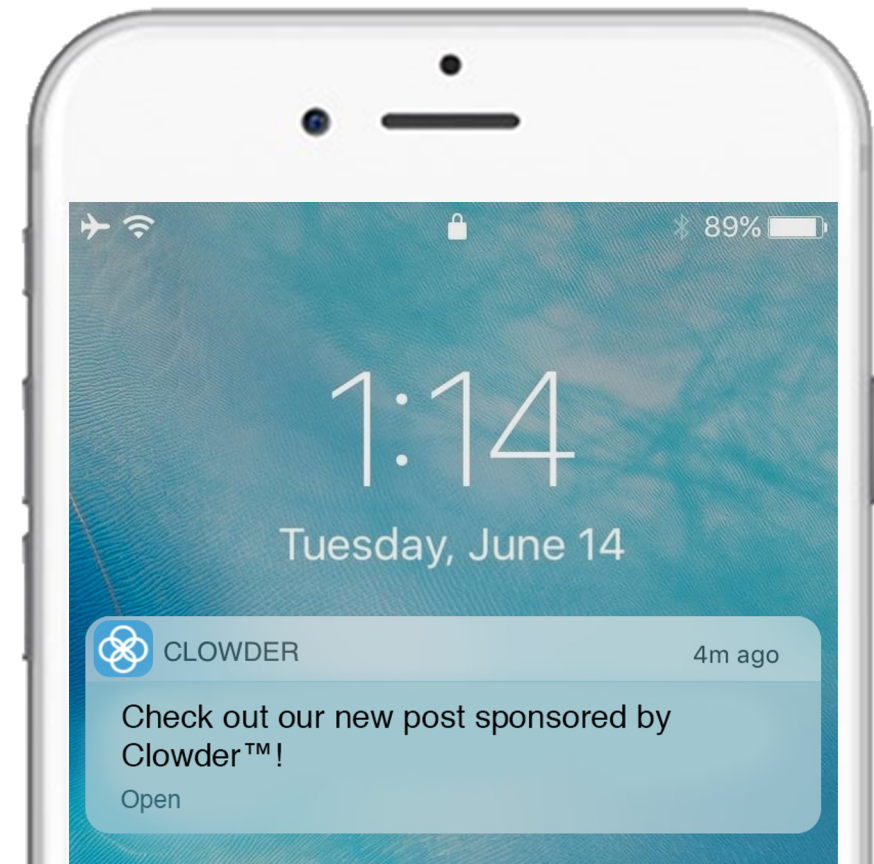 89%
1:14
Tuesday, June 14
CLOWDER
4m ago
Check out our new post sponsored by
Clowder™!
Open